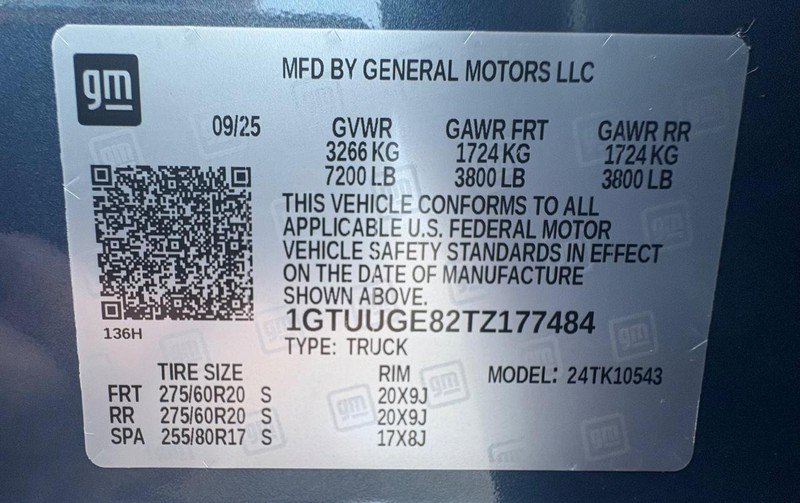 gm
MFD BY GENERAL MOTORS LLC
09/25 GVWR GAWR FRT GAWR RR
3266 KG 1724 KG 1724 KG
7200 LB 3800 LB 3800 LB
THIS VEHICLE CONFORMS TO ALL
APPLICABLE U.S. FEDERAL MOTOR
VEHICLE SAFETY STANDARDS IN EFFECT
ON THE DATE OF MANUFACTURE
SHOWN ABOVE.
136H
1GTUUGE82TZ177484
TYPE: TRUCK
TIRE SIZE RIM MODEL: 24TK10543
FRT 275/60R20 S 20X9J
RR 275/60R20 S 20X9J
SPA 255/80R17 S 17X8J